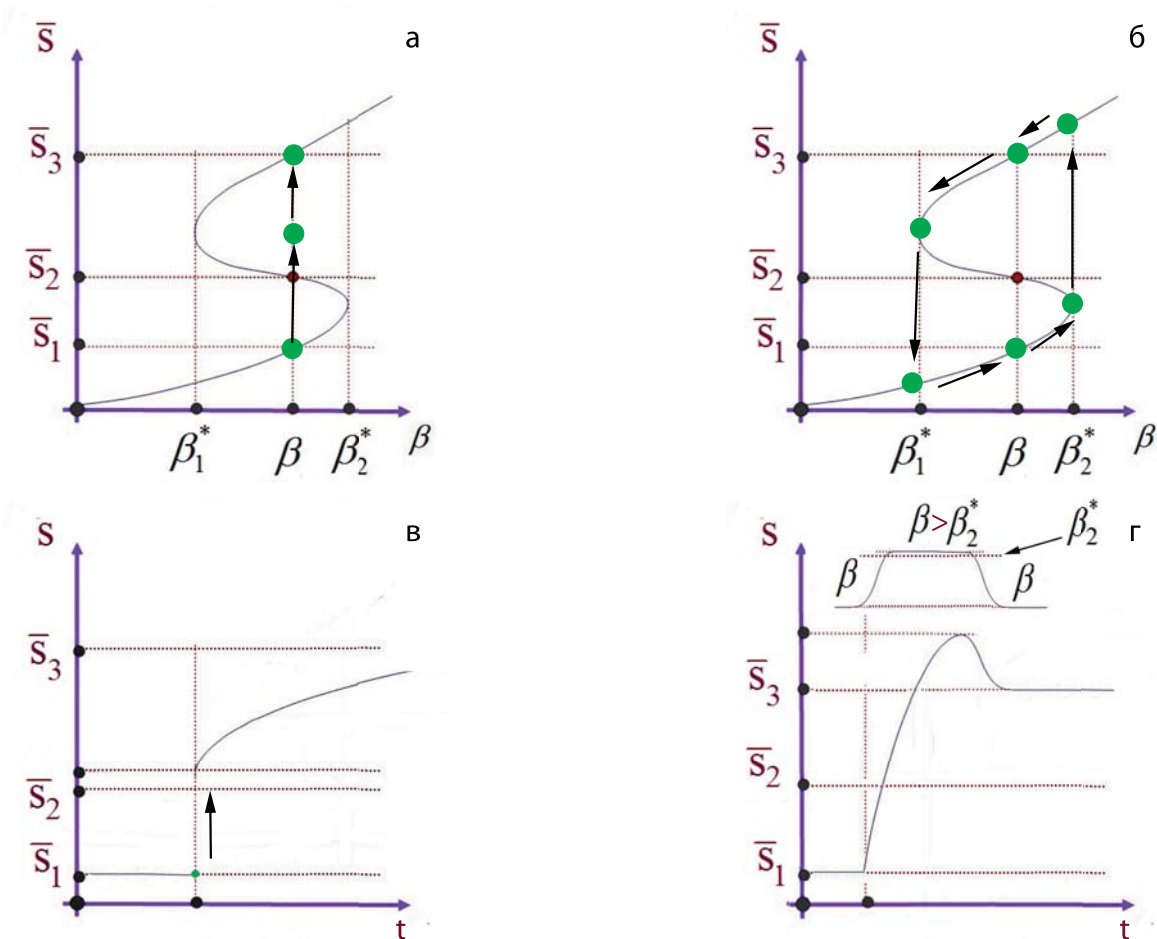 S̅ а
S̅₃
S̅₂
S̅₁
β₁* β β₂* β
S̅ б
S̅₃
S̅₂
S̅₁
β₁* β β₂* β
S в
S̅₃
S̅₂
S̅₁
t
S β>β₂* β₂* г
β β
S̅₃
S̅₂
S̅₁
t